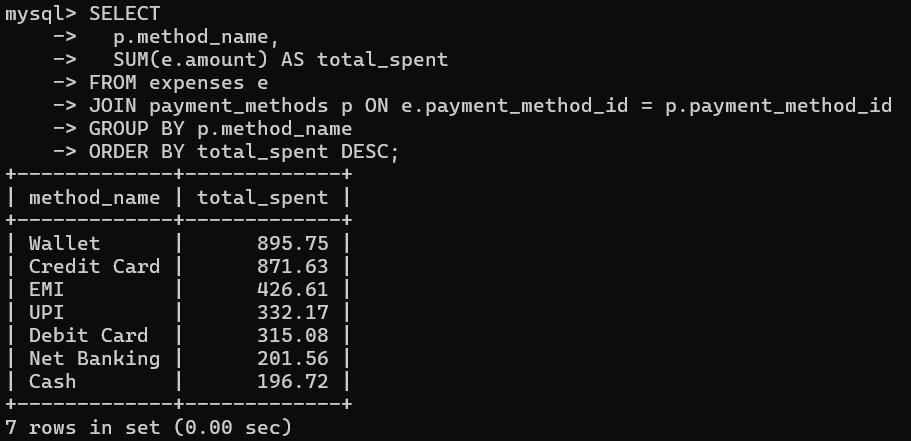 mysql> SELECT
    ->   p.method_name,
    ->   SUM(e.amount) AS total_spent
    -> FROM expenses e
    -> JOIN payment_methods p ON e.payment_method_id = p.payment_method_id
    -> GROUP BY p.method_name
    -> ORDER BY total_spent DESC;
+-------------+-------------+
| method_name | total_spent |
+-------------+-------------+
| Wallet      |      895.75 |
| Credit Card |      871.63 |
| EMI         |      426.61 |
| UPI         |      332.17 |
| Debit Card  |      315.08 |
| Net Banking |      201.56 |
| Cash        |      196.72 |
+-------------+-------------+
7 rows in set (0.00 sec)